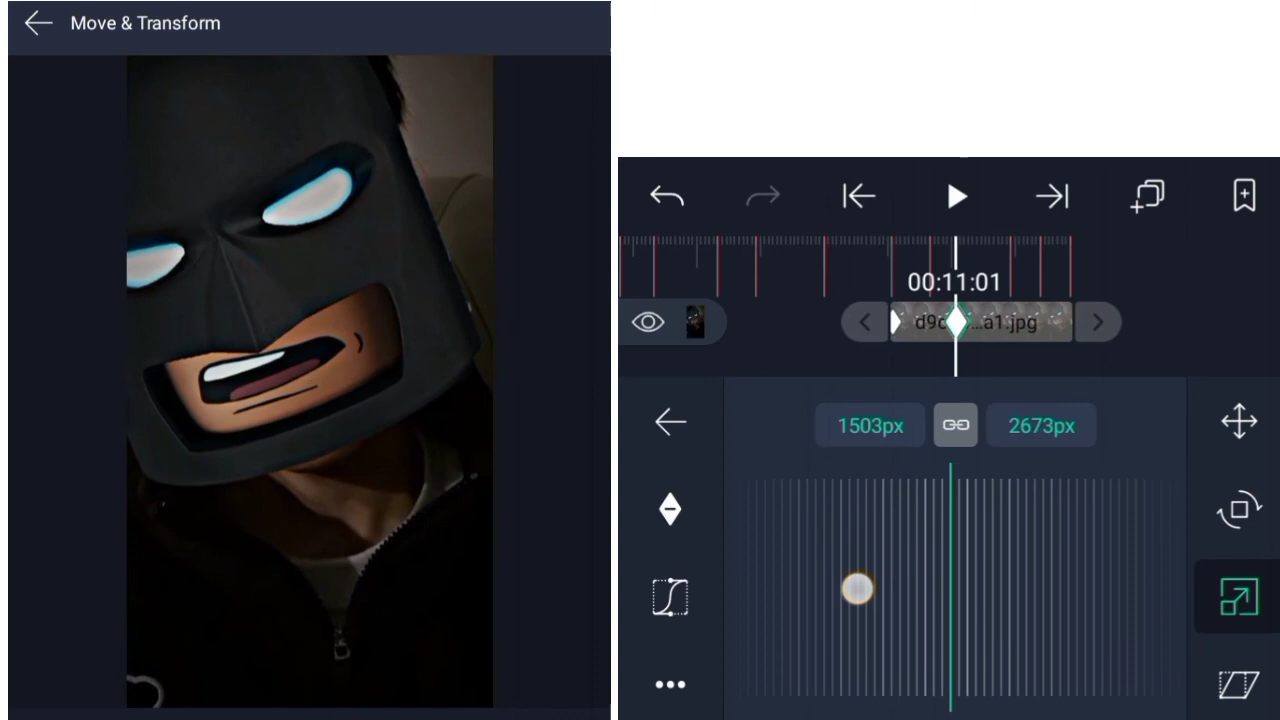 Move & Transform
00:11:01
d9c...a1.jpg
1503px
2673px